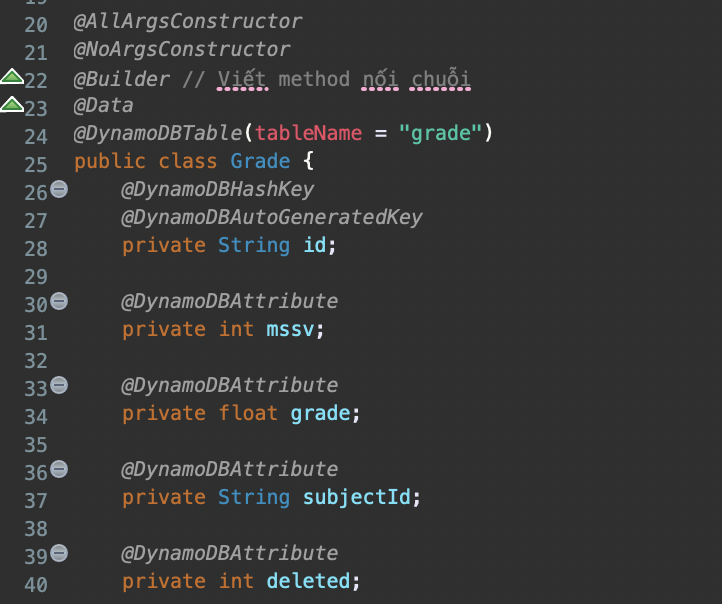 20 @AllArgsConstructor
21 @NoArgsConstructor
22 @Builder // Viết method nối chuỗi
23 @Data
24 @DynamoDBTable(tableName = "grade")
25 public class Grade {
26 @DynamoDBHashKey
27 @DynamoDBAutoGeneratedKey
28 private String id;
29
30 @DynamoDBAttribute
31 private int mssv;
32
33 @DynamoDBAttribute
34 private float grade;
35
36 @DynamoDBAttribute
37 private String subjectId;
38
39 @DynamoDBAttribute
40 private int deleted;